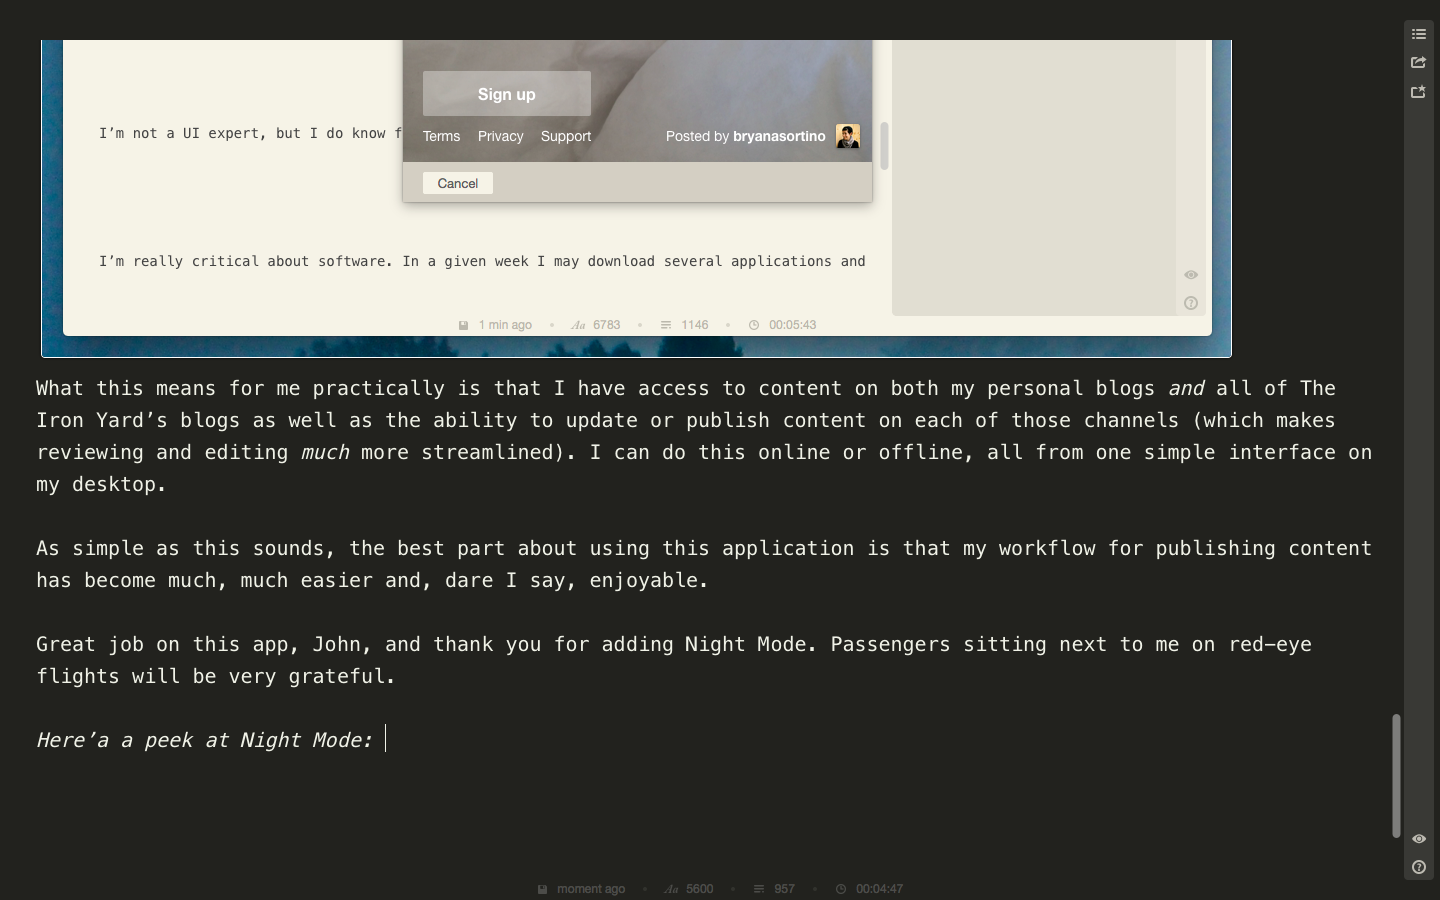 Sign up
I’m not a UI expert, but I do know f
Terms Privacy Support Posted by bryanasortino
Cancel
I’m really critical about software. In a given week I may download several applications and
1 min ago • Aa 6783 • 1146 • 00:05:43
What this means for me practically is that I have access to content on both my personal blogs and all of The
Iron Yard’s blogs as well as the ability to update or publish content on each of those channels (which makes
reviewing and editing much more streamlined). I can do this online or offline, all from one simple interface on
my desktop.
As simple as this sounds, the best part about using this application is that my workflow for publishing content
has become much, much easier and, dare I say, enjoyable.
Great job on this app, John, and thank you for adding Night Mode. Passengers sitting next to me on red–eye
flights will be very grateful.
Here’a a peek at Night Mode:
moment ago • Aa 5600 • 957 • 00:04:47